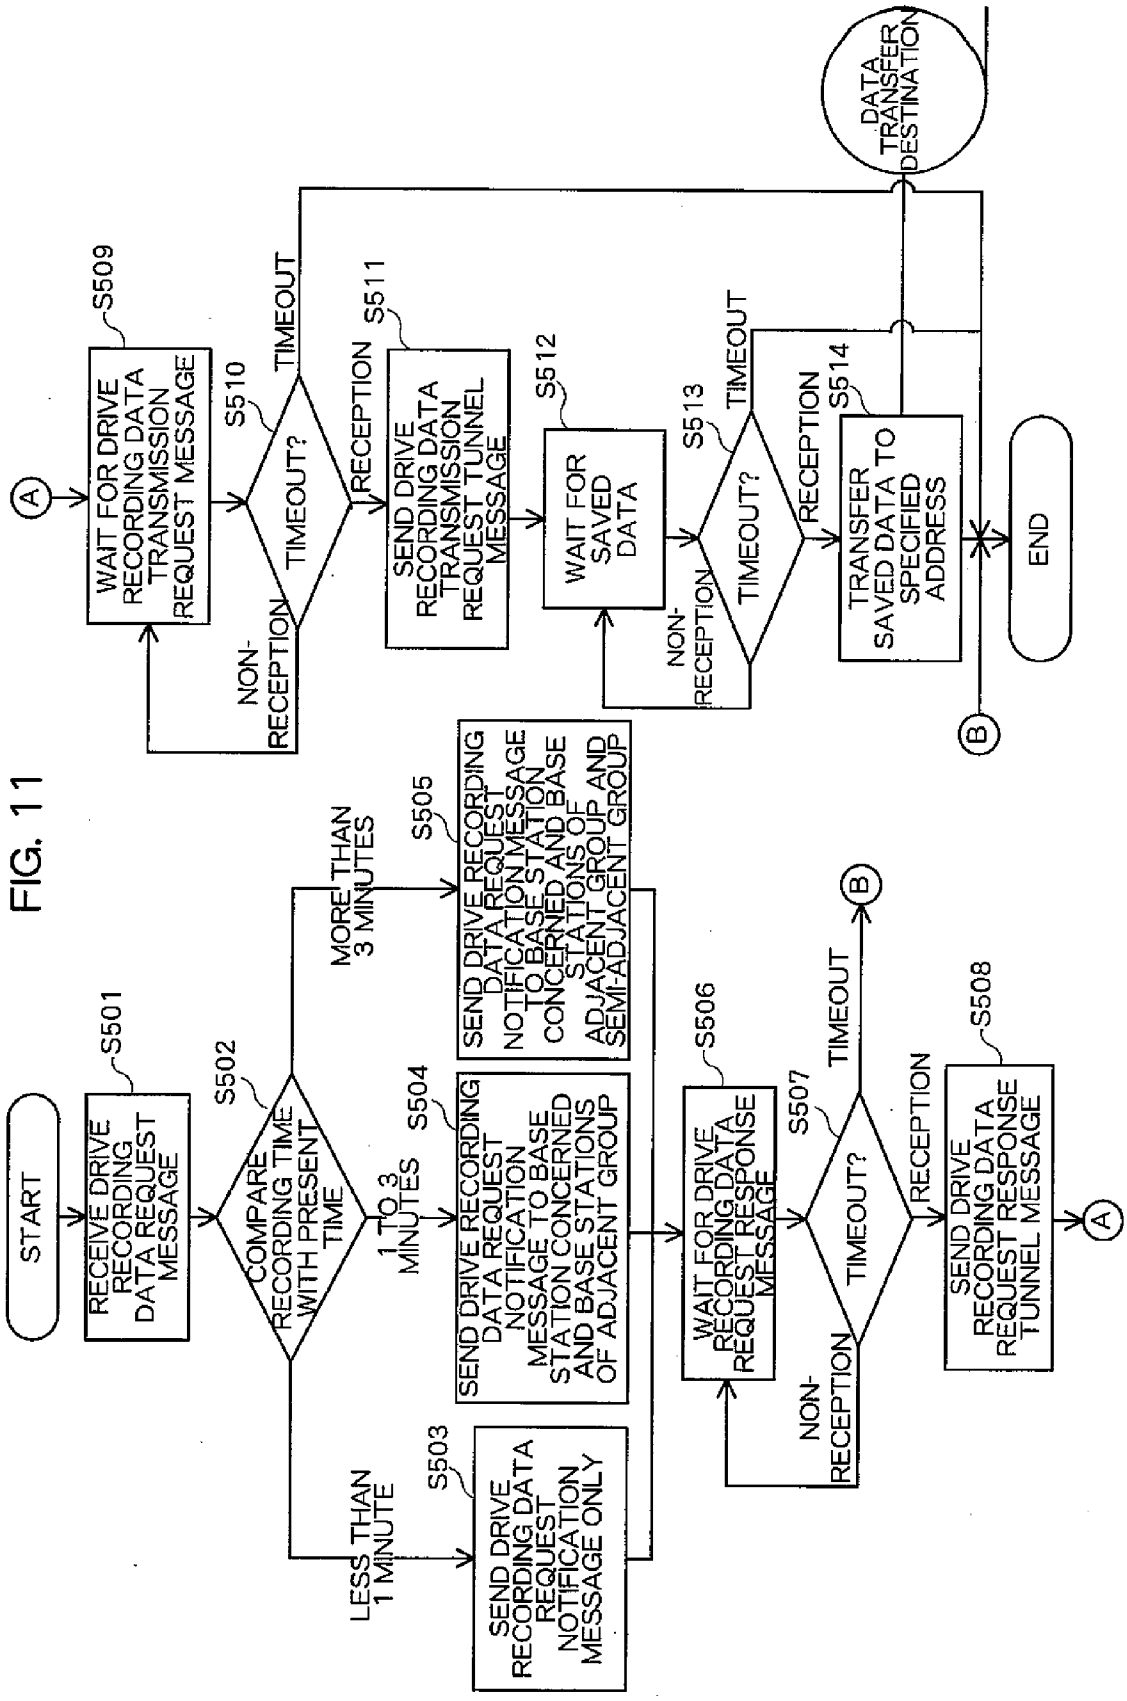 FIG. 11
START
S501
RECEIVE DRIVE
RECORDING
DATA REQUEST
MESSAGE
S502
COMPARE
RECORDING TIME
WITH PRESENT
TIME
LESS THAN
1 MINUTE
1 TO 3
MINUTES
MORE THAN
3 MINUTES
S503
SEND DRIVE
RECORDING DATA
REQUEST
NOTIFICATION
MESSAGE ONLY
S504
SEND DRIVE RECORDING
DATA REQUEST
NOTIFICATION
MESSAGE TO BASE
STATION CONCERNED
AND BASE STATIONS
OF ADJACENT GROUP
S505
SEND DRIVE RECORDING
DATA REQUEST
NOTIFICATION MESSAGE
TO BASE STATION
CONCERNED AND BASE
STATIONS OF
ADJACENT GROUP AND
SEMI-ADJACENT GROUP
S506
WAIT FOR DRIVE
RECORDING DATA
REQUEST RESPONSE
MESSAGE
S507
TIMEOUT?
NON-
RECEPTION
TIMEOUT
B
RECEPTION
S508
SEND DRIVE
RECORDING DATA
REQUEST RESPONSE
TUNNEL MESSAGE
A
A
S509
WAIT FOR DRIVE
RECORDING DATA
TRANSMISSION
REQUEST MESSAGE
S510
TIMEOUT?
NON-
RECEPTION
TIMEOUT
RECEPTION
S511
SEND DRIVE
RECORDING DATA
TRANSMISSION
REQUEST TUNNEL
MESSAGE
S512
WAIT FOR
SAVED
DATA
S513
TIMEOUT?
NON-
RECEPTION
TIMEOUT
RECEPTION
S514
TRANSFER
SAVED DATA TO
SPECIFIED
ADDRESS
DATA
TRANSFER
DESTINATION
B
END